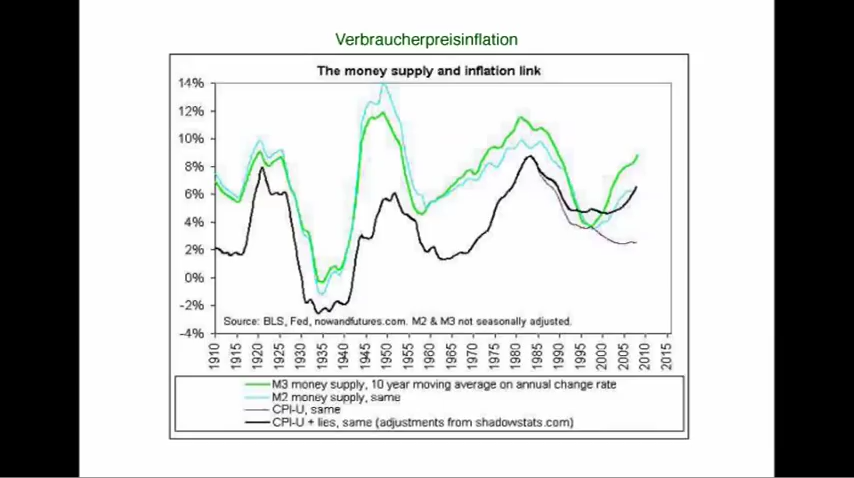 Verbraucherpreisinflation
The money supply and inflation link
14%
12%
10%
8%
6%
4%
2%
0%
-2%
-4%
Source: BLS, Fed, nowandfutures.com. M2 & M3 not seasonally adjusted.
1910 1915 1920 1925 1930 1935 1940 1945 1950 1955 1960 1965 1970 1975 1980 1985 1990 1995 2000 2005 2010 2015
M3 money supply, 10 year moving average on annual change rate
M2 money supply, same
CPI-U, same
CPI-U + lies, same (adjustments from shadowstats.com)